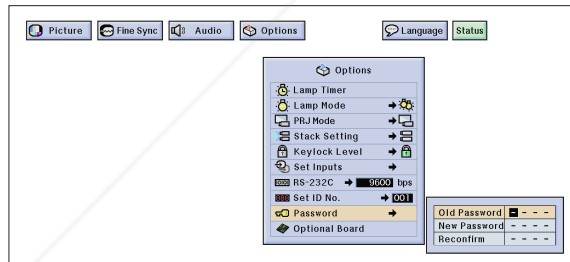 Picture Fine Sync Audio Options Language Status
Options
Lamp Timer
Lamp Mode
PRJ Mode
Stack Setting
Keylock Level
Set Inputs
RS-232C 9600 bps
Set ID No. 001
Password
Optional Board
Old Password - - - -
New Password - - - -
Reconfirm - - - -